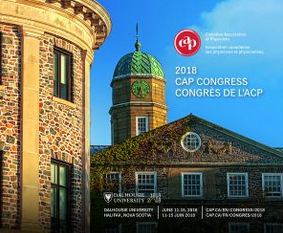 cap
Canadian Association
of Physicists
Association canadienne
des physiciens et physiciennes
2018
CAP CONGRESS
CONGRÈS DE L'ACP
DALHOUSIE
UNIVERSITY
DALHOUSIE UNIVERSITY
HALIFAX, NOVA SCOTIA
JUNE 11-15, 2018
11-15 JUIN 2018
CAP.CA/EN/CONGRESS/2018
CAP.CA/FR/CONGRES/2018